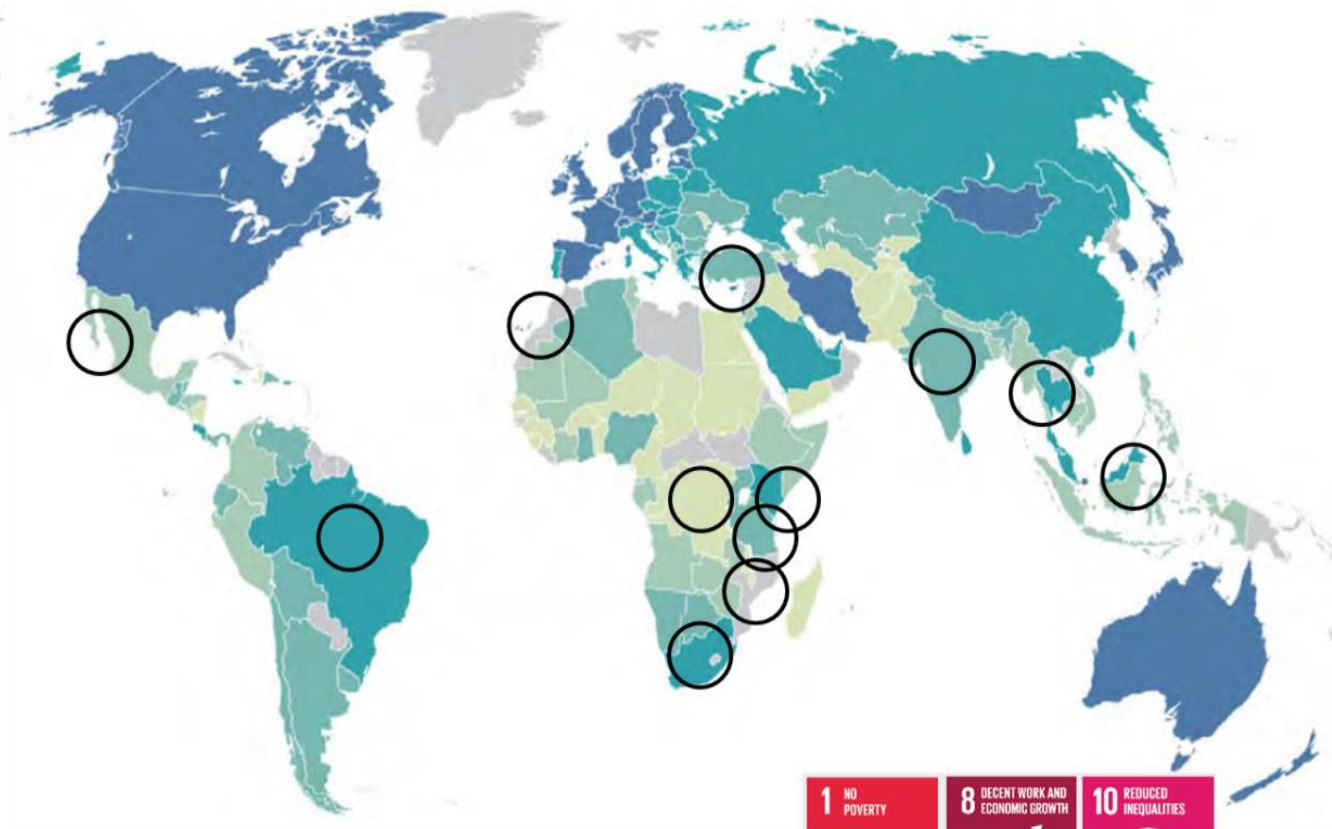 1 NO
POVERTY
8 DECENT WORK AND
ECONOMIC GROWTH
10 REDUCED
INEQUALITIES